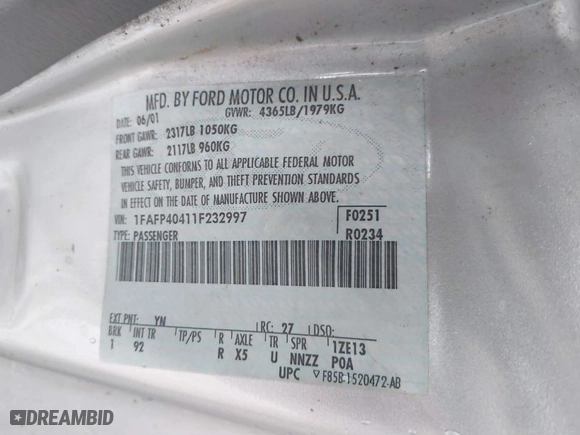 MFD. BY FORD MOTOR CO. IN U.S.A.
DATE: 06/01 GVWR: 4365LB/1979KG
FRONT GAWR: 2317LB 1050KG
REAR GAWR: 2117LB 960KG
THIS VEHICLE CONFORMS TO ALL APPLICABLE FEDERAL MOTOR
VEHICLE SAFETY, BUMPER, AND THEFT PREVENTION STANDARDS
IN EFFECT ON THE DATE OF MANUFACTURE SHOWN ABOVE.
VIN: 1FAFP40411F232997 F0251
TYPE: PASSENGER R0234
EXT PNT: YN RC: 27 DSO:
BRK INT TR TP/PS R AXLE TR SPR 1ZE13
1 92 R X5 U NNZZ POA
UPC ▽F85B-1520472-AB
DREAMBID